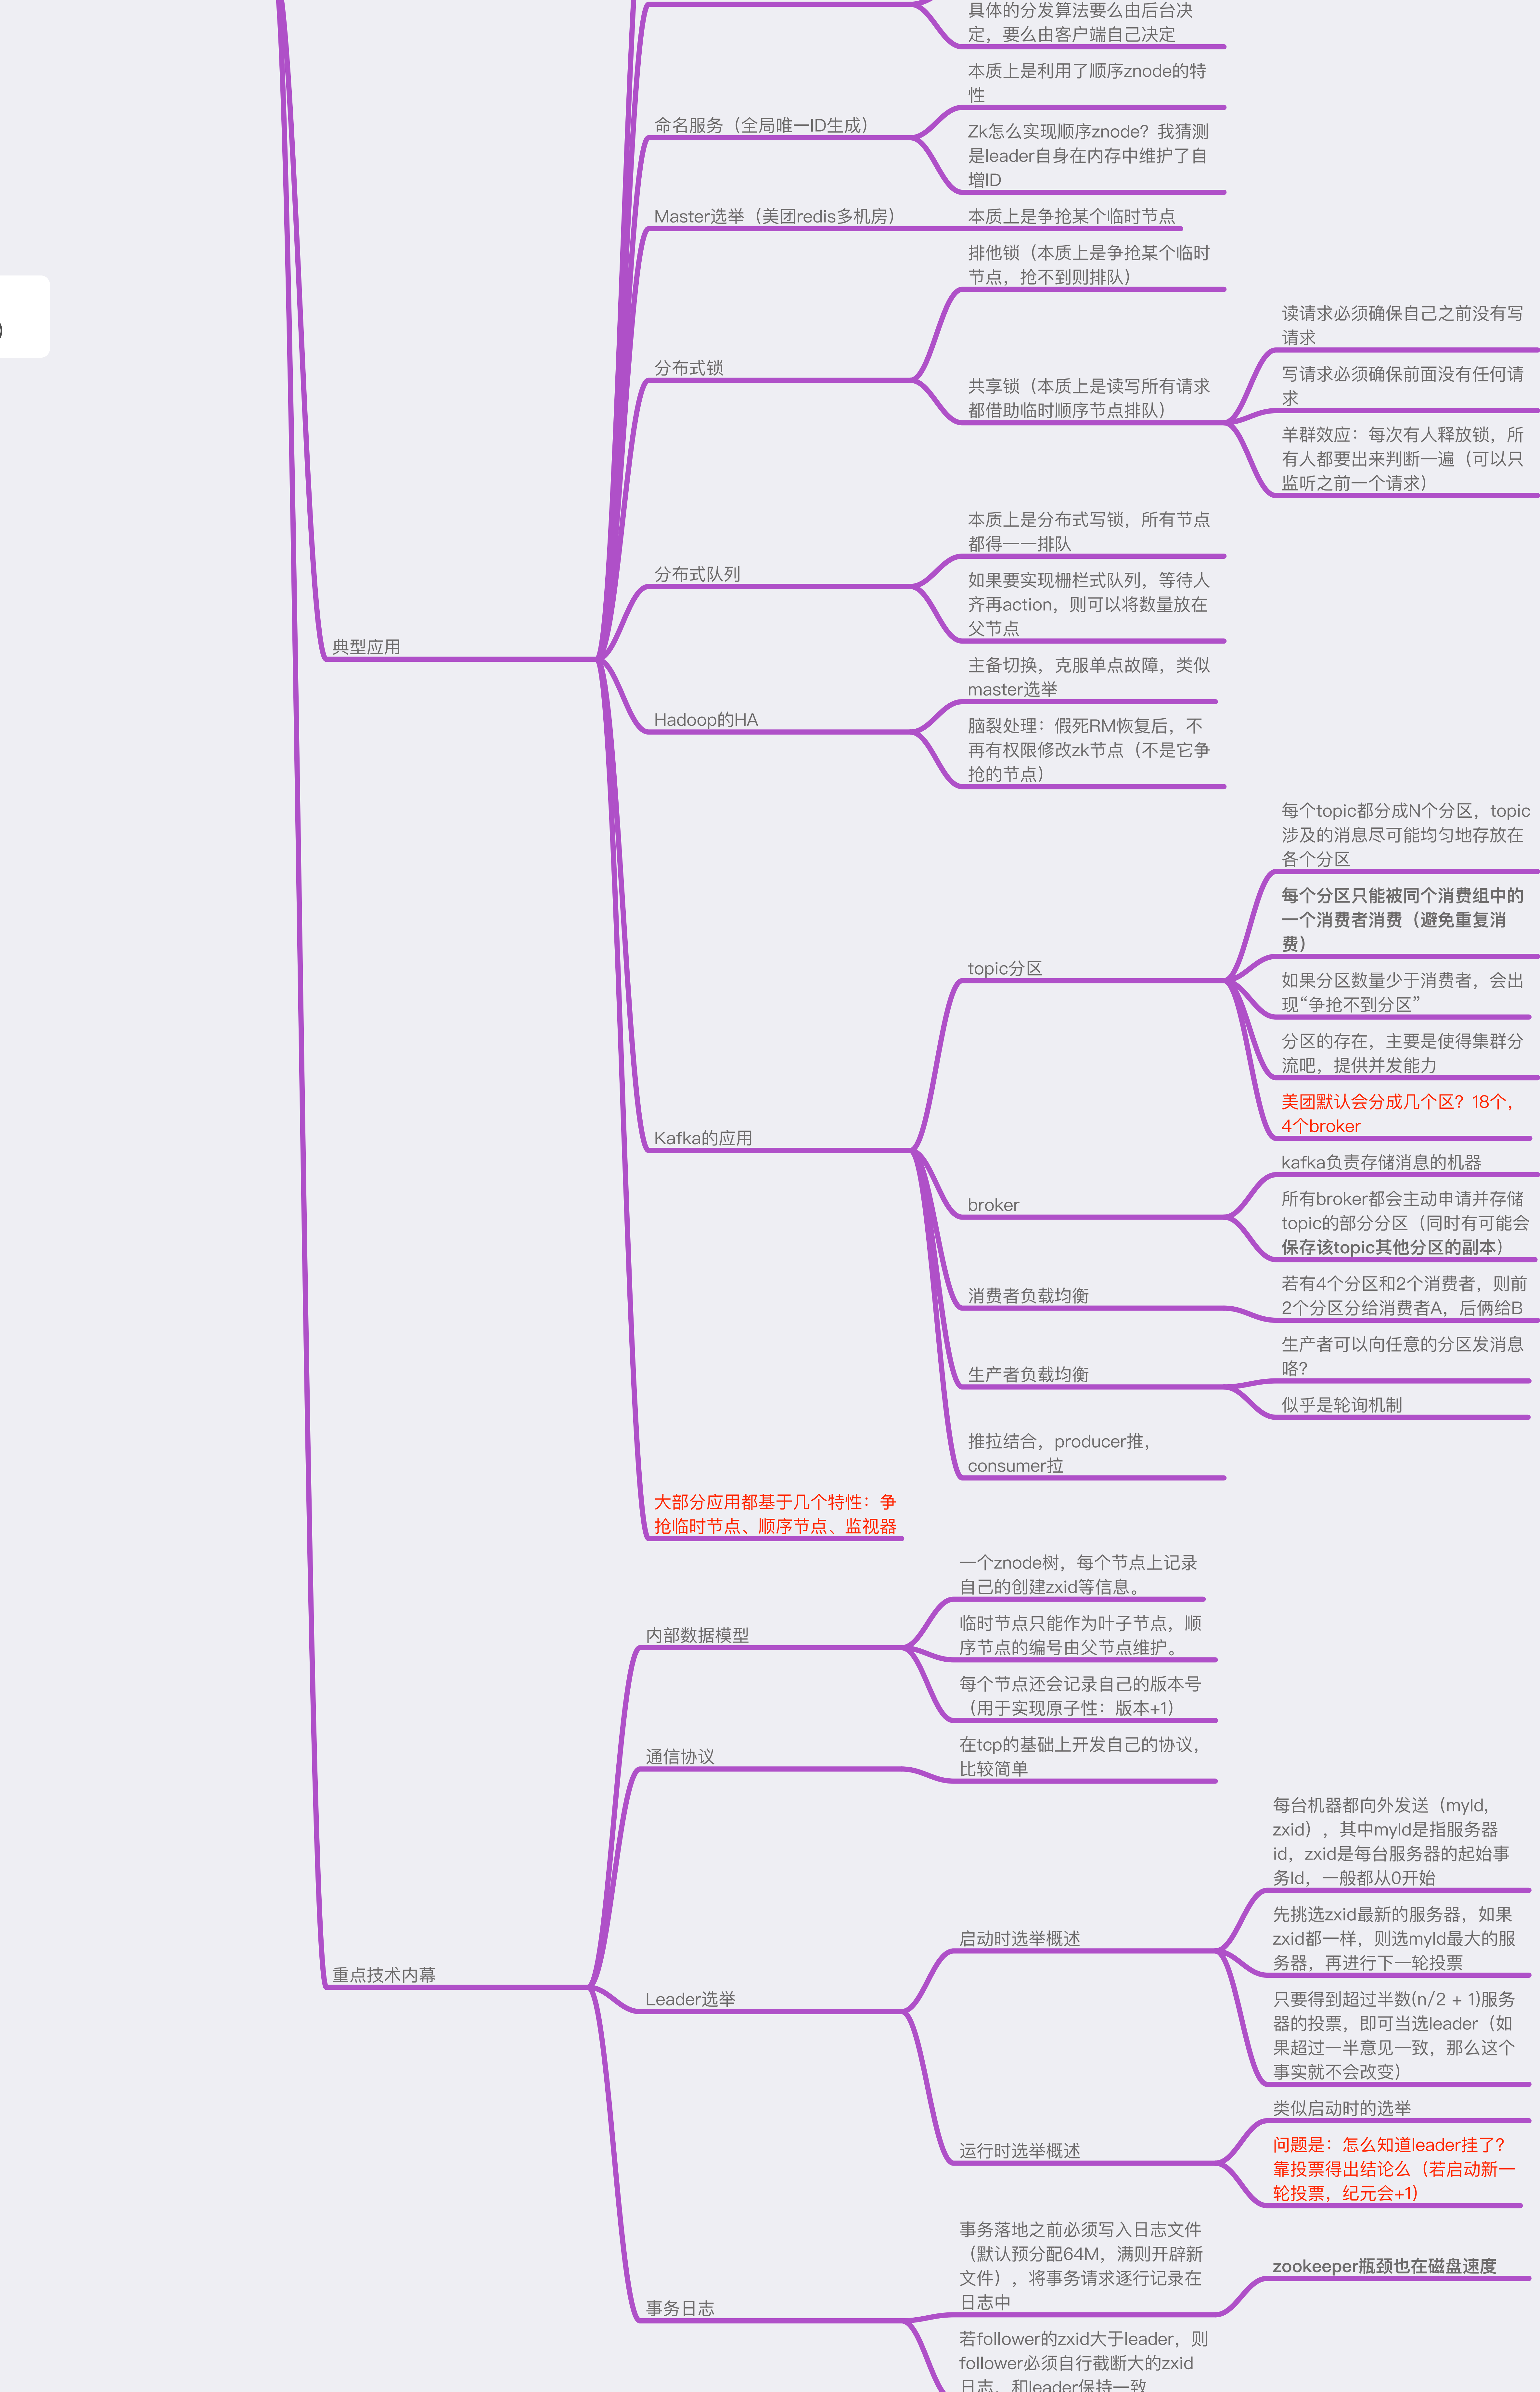 ）
具体的分发算法要么由后台决
定，要么由客户端自己决定
命名服务（全局唯一ID生成）
本质上是利用了顺序znode的特
性
Zk怎么实现顺序znode？我猜测
是leader自身在内存中维护了自
增ID
Master选举（美团redis多机房）
本质上是争抢某个临时节点
分布式锁
排他锁（本质上是争抢某个临时
节点，抢不到则排队）
共享锁（本质上是读写所有请求
都借助临时顺序节点排队）
读请求必须确保自己之前没有写
请求
写请求必须确保前面没有任何请
求
羊群效应：每次有人释放锁，所
有人都要出来判断一遍（可以只
监听之前一个请求）
分布式队列
本质上是分布式写锁，所有节点
都得一一排队
如果要实现栅栏式队列，等待人
齐再action，则可以将数量放在
父节点
典型应用
Hadoop的HA
主备切换，克服单点故障，类似
master选举
脑裂处理：假死RM恢复后，不
再有权限修改zk节点（不是它争
抢的节点）
Kafka的应用
topic分区
每个topic都分成N个分区，topic
涉及的消息尽可能均匀地存放在
各个分区
每个分区只能被同个消费组中的
一个消费者消费（避免重复消
费）
如果分区数量少于消费者，会出
现“争抢不到分区”
分区的存在，主要是使得集群分
流吧，提供并发能力
美团默认会分成几个区？18个，
4个broker
broker
kafka负责存储消息的机器
所有broker都会主动申请并存储
topic的部分分区（同时有可能会
保存该topic其他分区的副本）
消费者负载均衡
若有4个分区和2个消费者，则前
2个分区分给消费者A，后俩给B
生产者负载均衡
生产者可以向任意的分区发消息
咯？
似乎是轮询机制
推拉结合，producer推，
consumer拉
大部分应用都基于几个特性：争
抢临时节点、顺序节点、监视器
重点技术内幕
内部数据模型
一个znode树，每个节点上记录
自己的创建zxid等信息。
临时节点只能作为叶子节点，顺
序节点的编号由父节点维护。
每个节点还会记录自己的版本号
（用于实现原子性：版本+1）
通信协议
在tcp的基础上开发自己的协议，
比较简单
Leader选举
启动时选举概述
每台机器都向外发送（myId,
zxid），其中myId是指服务器
id，zxid是每台服务器的起始事
务Id，一般都从0开始
先挑选zxid最新的服务器，如果
zxid都一样，则选myId最大的服
务器，再进行下一轮投票
只要得到超过半数(n/2 + 1)服务
器的投票，即可当选leader（如
果超过一半意见一致，那么这个
事实就不会改变）
运行时选举概述
类似启动时的选举
问题是：怎么知道leader挂了？
靠投票得出结论么（若启动新一
轮投票，纪元会+1）
事务日志
事务落地之前必须写入日志文件
（默认预分配64M，满则开辟新
文件），将事务请求逐行记录在
日志中
zookeeper瓶颈也在磁盘速度
若follower的zxid大于leader，则
follower必须自行截断大的zxid
日志，和leader保持一致